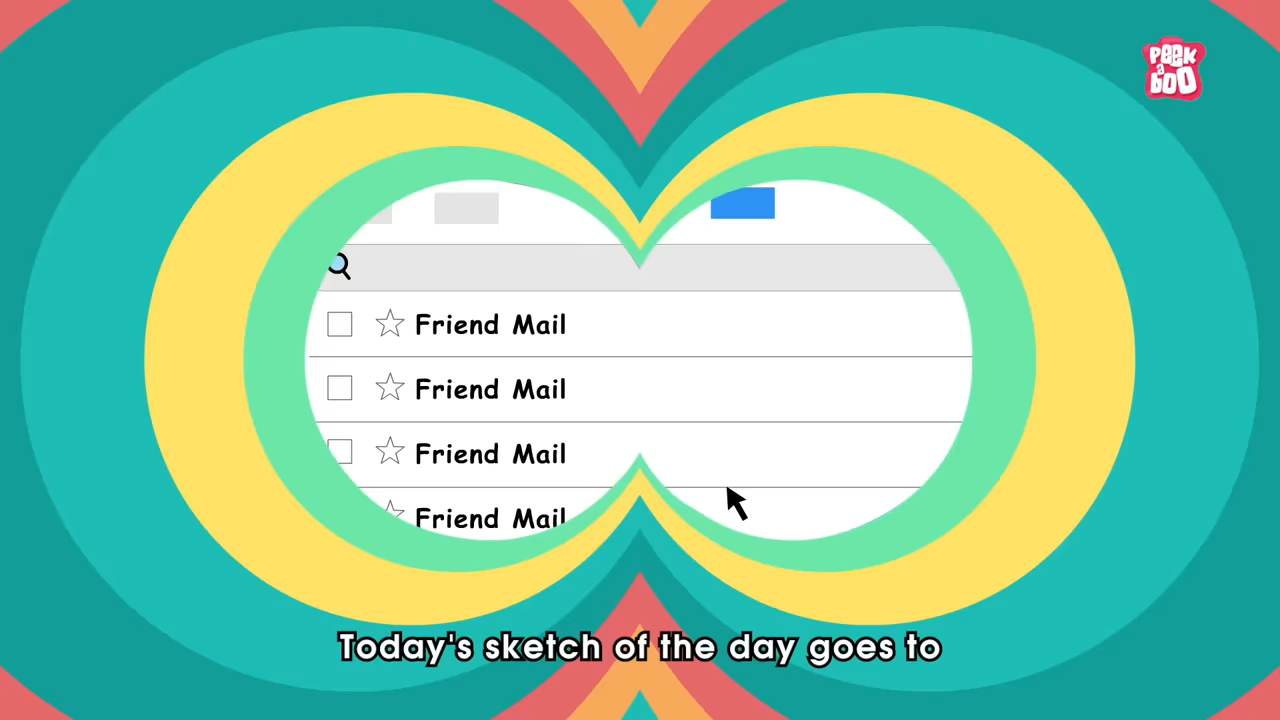 Peek
a
boo
Friend Mail
Friend Mail
Friend Mail
Friend Mail
Today's sketch of the day goes to